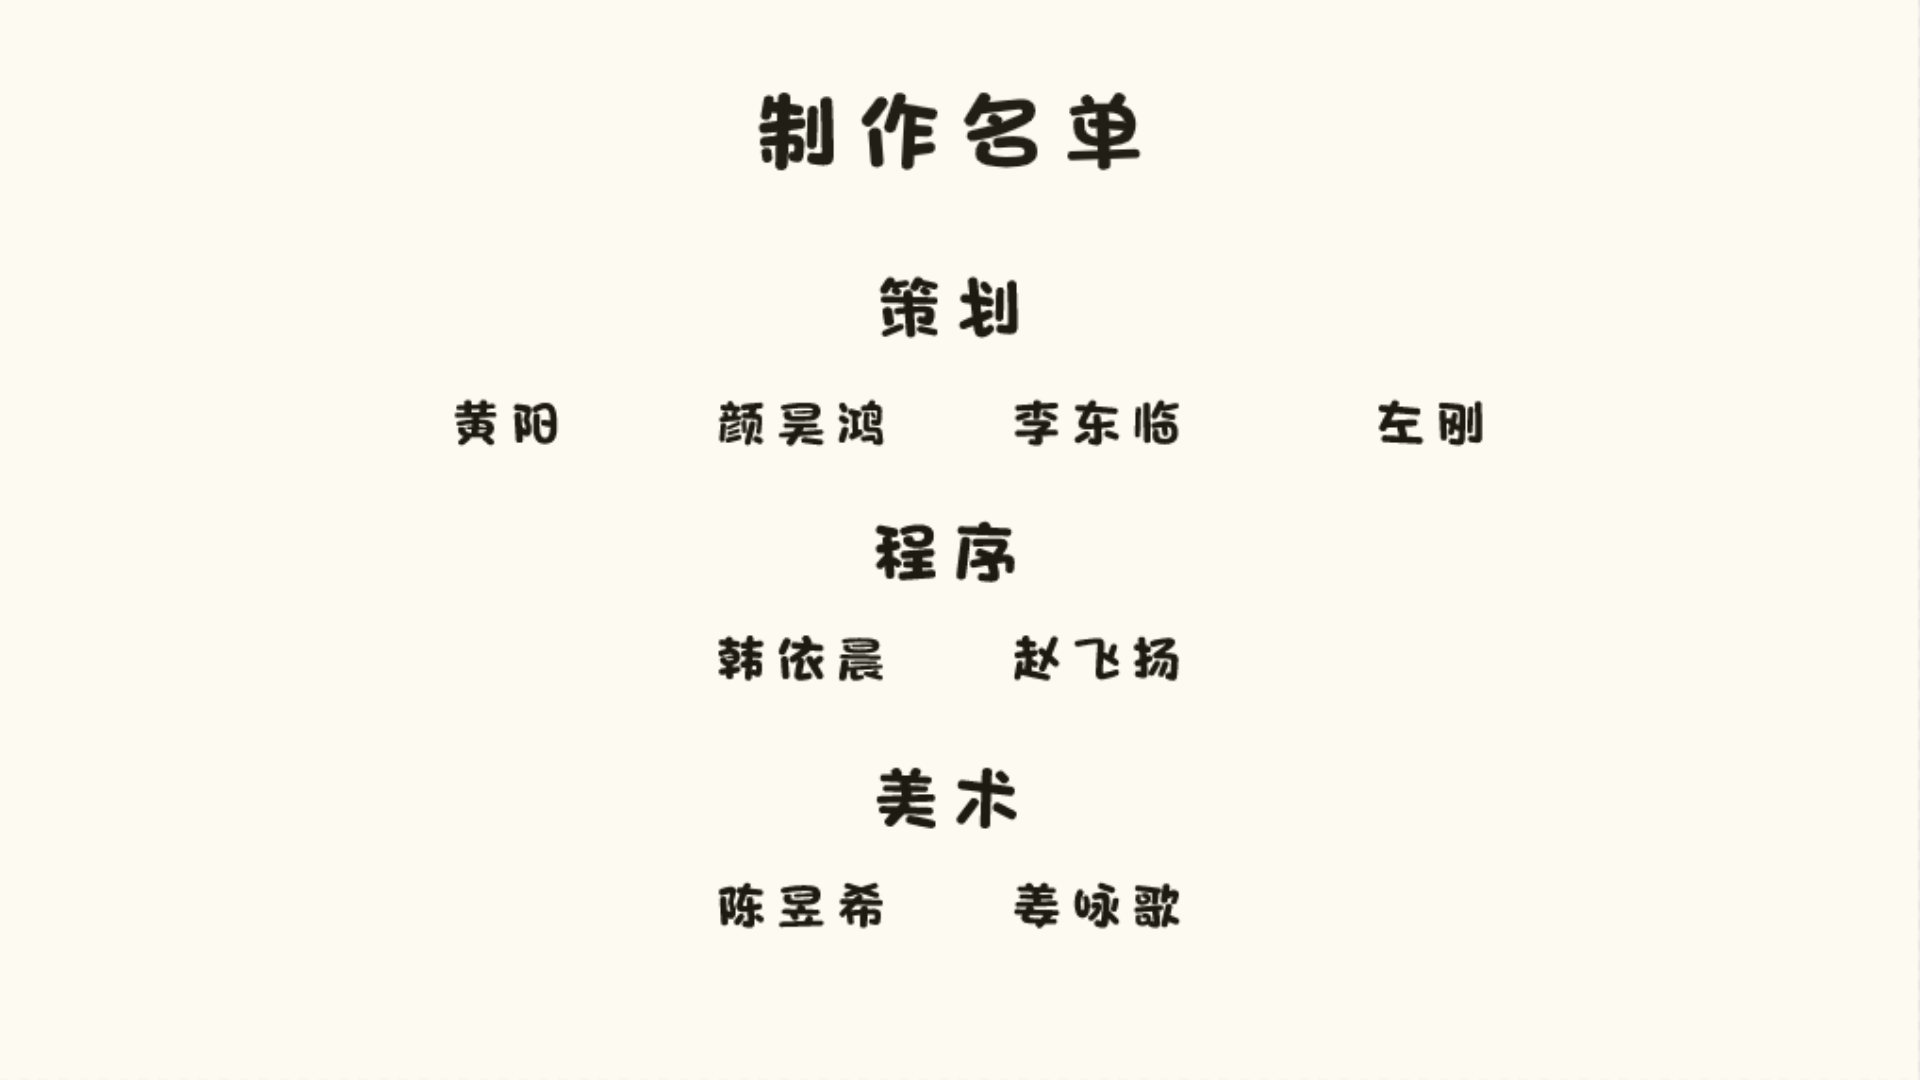 制作名单
策划
黄阳 颜昊鸿 李东临 左刚
程序
韩依晨 赵飞扬
美术
陈昱希 姜咏歌